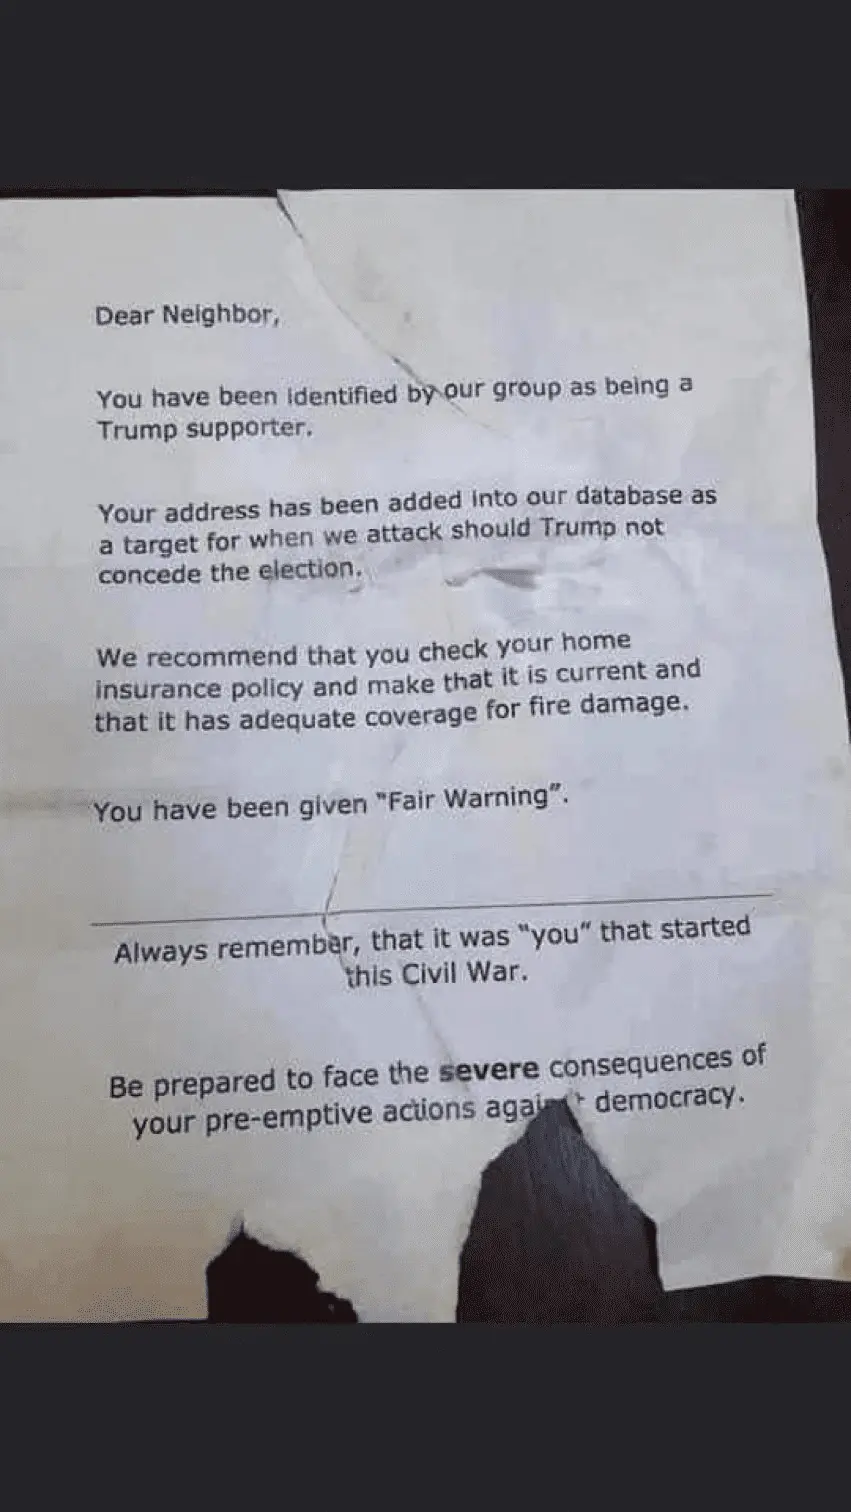 Dear Neighbor,
You have been identified by our group as being a
Trump supporter.
Your address has been added into our database as
a target for when we attack should Trump not
concede the election.
We recommend that you check your home
insurance policy and make that it is current and
that it has adequate coverage for fire damage.
You have been given "Fair Warning".
Always remember, that it was "you" that started
this Civil War.
Be prepared to face the severe consequences of
your pre-emptive actions against democracy.